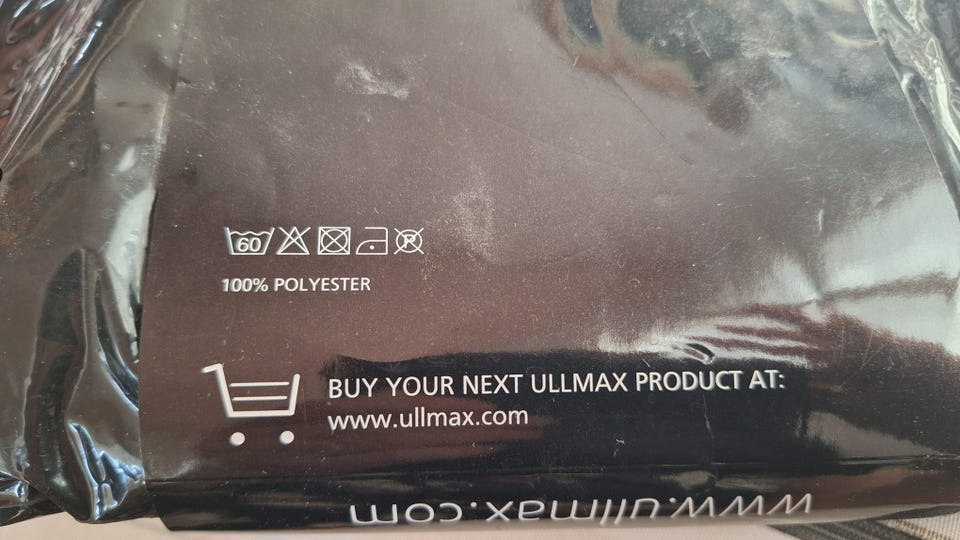 60 P
100% POLYESTER
BUY YOUR NEXT ULLMAX PRODUCT AT:
www.ullmax.com
www.ullmax.com